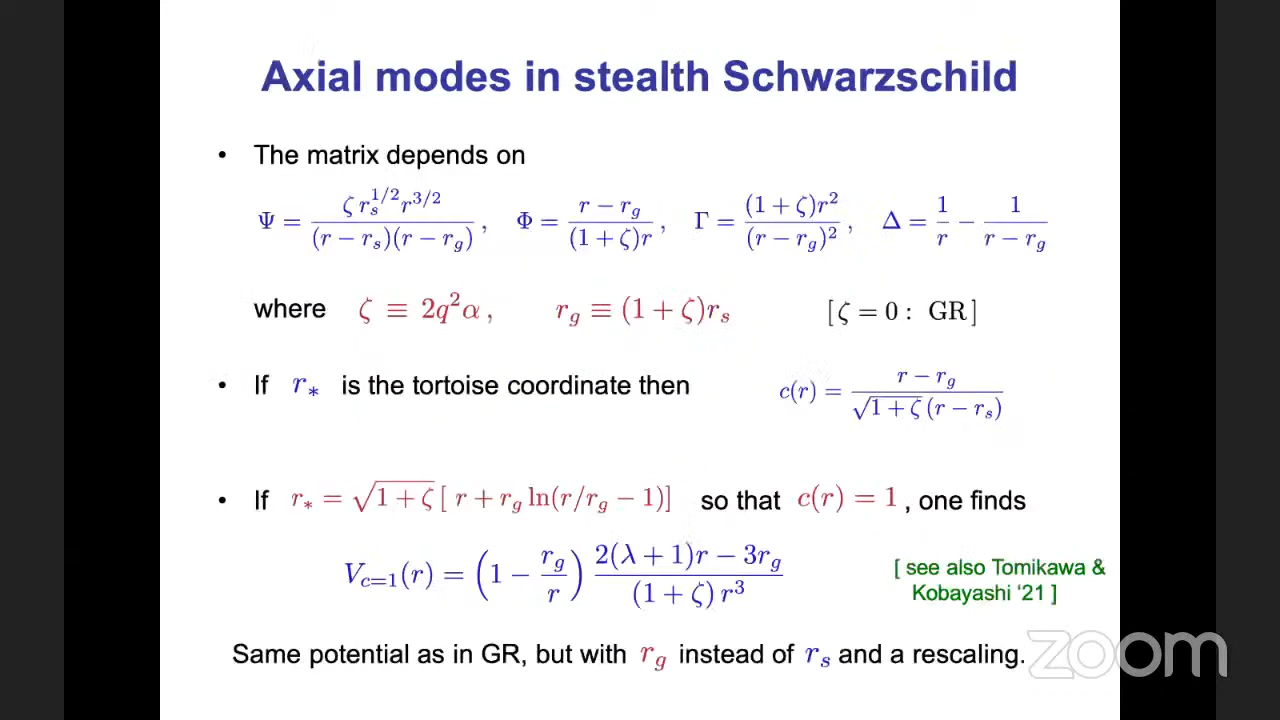 Axial modes in stealth Schwarzschild
• The matrix depends on
Ψ = ζ r_s^{1/2} r^{3/2} / ((r − r_s)(r − r_g)) , Φ = (r − r_g) / ((1 + ζ)r) , Γ = (1 + ζ)r² / (r − r_g)² , Δ = 1/r − 1/(r − r_g)
where ζ ≡ 2q²α , r_g ≡ (1 + ζ)r_s [ ζ = 0 : GR ]
• If r_* is the tortoise coordinate then c(r) = (r − r_g) / (√(1 + ζ) (r − r_s))
• If r_* = √(1 + ζ) [ r + r_g ln(r/r_g − 1)] so that c(r) = 1 , one finds
V_{c=1}(r) = (1 − r_g/r) (2(λ + 1)r − 3r_g) / ((1 + ζ) r³)
[ see also Tomikawa &
Kobayashi ‘21 ]
Same potential as in GR, but with r_g instead of r_s and a rescaling.
zoom